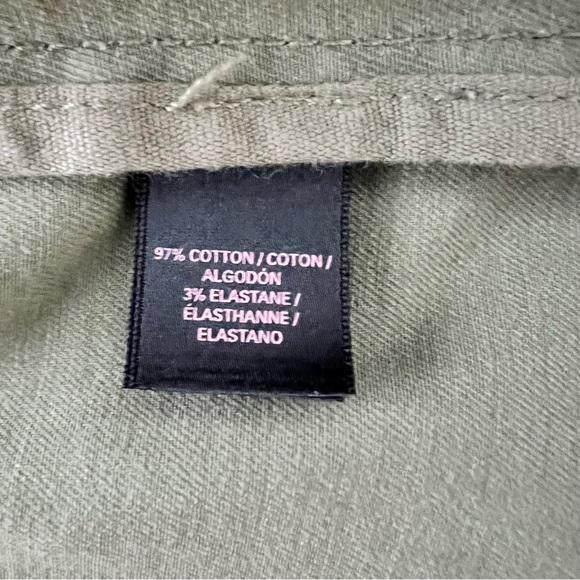 97% COTTON / COTON /
ALGODÓN
3% ELASTANE /
ÉLASTHANNE /
ELASTANO